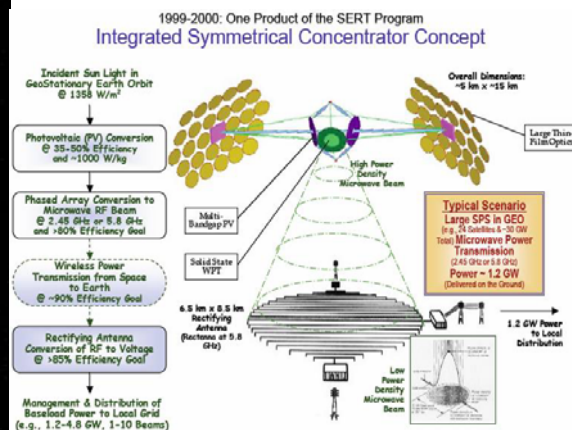 1999-2000: One Product of the SERT Program
Integrated Symmetrical Concentrator Concept
Incident Sun Light in
GeoStationary Earth Orbit
@ 1358 W/m²
Photovoltaic (PV) Conversion
@ 35-50% Efficiency
and ~1000 W/kg
Phased Array Conversion to
Microwave RF Beam
@ 2.45 GHz or 5.8 GHz
and >80% Efficiency Goal
Wireless Power
Transmission from Space
to Earth
@ ~90% Efficiency Goal
Rectifying Antenna
Conversion of RF to Voltage
@ >85% Efficiency Goal
Management & Distribution of
Baseload Power to Local Grid
(e.g., 1.2-4.8 GW, 1-10 Beams)
Overall Dimensions:
~5 km x ~15 km
Large Thin-
Film Optics
High Power
Density
Microwave Beam
Multi-
Bandgap PV
Solid State
WPT
Typical Scenario
Large SPS in GEO
(e.g., 24 Satellites & ~30 GW
Total) Microwave Power
Transmission
(2.45 GHz or 5.8 GHz)
Power ~ 1.2 GW
(Delivered on the Ground)
6.5 km x 8.5 km
Rectifying
Antenna
(Rectenna at 5.8
GHz)
1.2 GW Power
to Local
Distribution
Low
Power
Density
Microwave
Beam